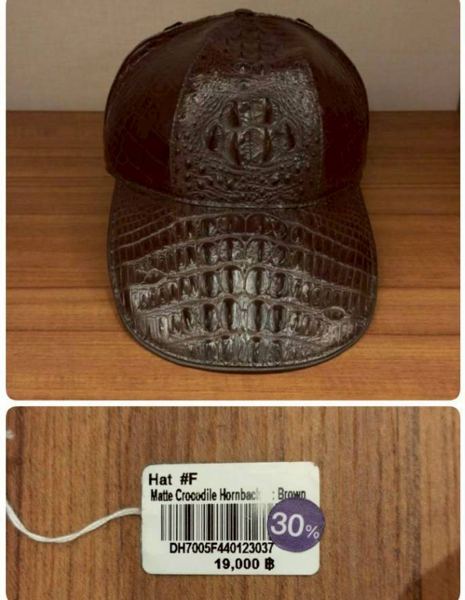 Hat #F
Matte Crocodile Hornback : Brown
30%
DH7005F440123037
19,000 ฿